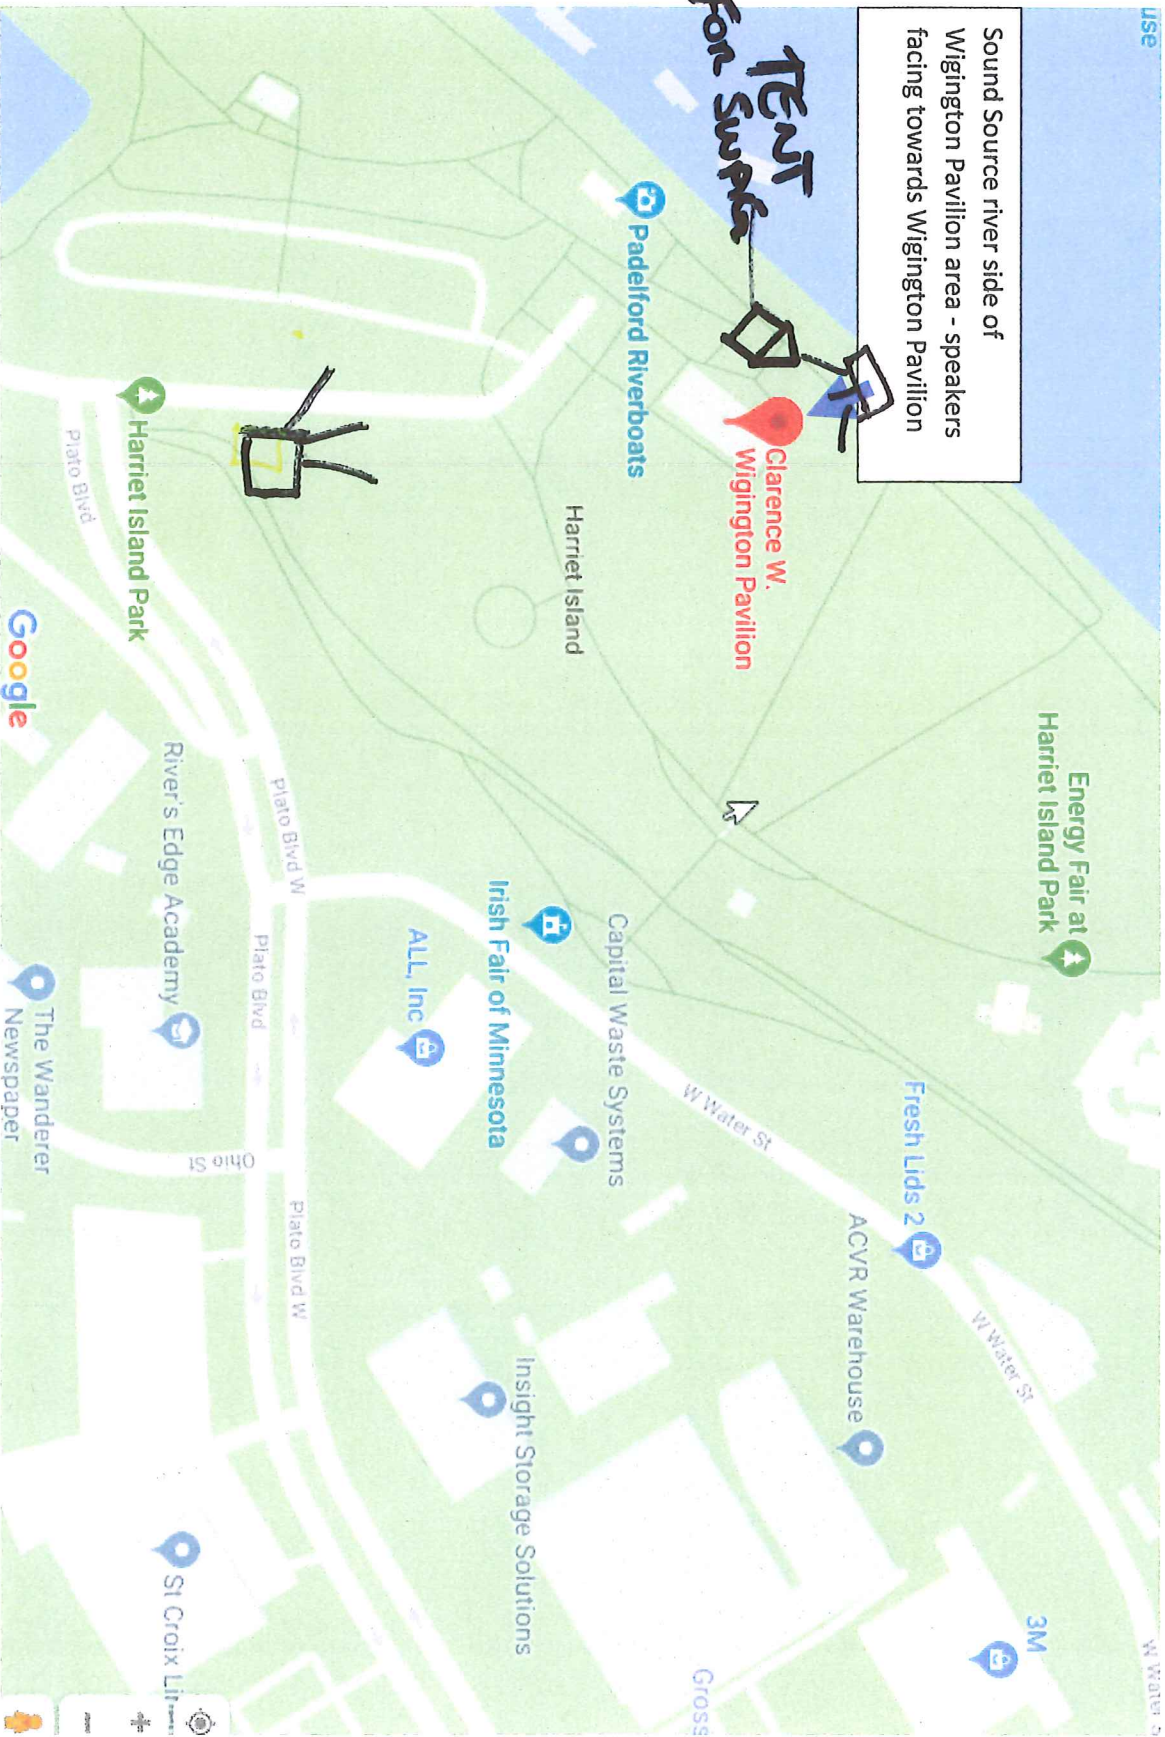 Sound Source river side of
Wigington Pavilion area - speakers
facing towards Wigington Pavilion
TENT
FOR
Energy Fair at
Harriet Island Park
3M
Fresh Lids 2
ACVR Warehouse
W Water St
W Water St
Clarence W.
Wigington Pavilion
Padelford Riverboats
Harriet Island
Capital Waste Systems
Irish Fair of Minnesota
ALL, Inc
Insight Storage Solutions
Gross
Plato Blvd W
Plato Blvd W
Plato Blvd
Plato Blvd
Ohio St
Harriet Island Park
River's Edge Academy
St Croix
The Wanderer
Newspaper
Google
use